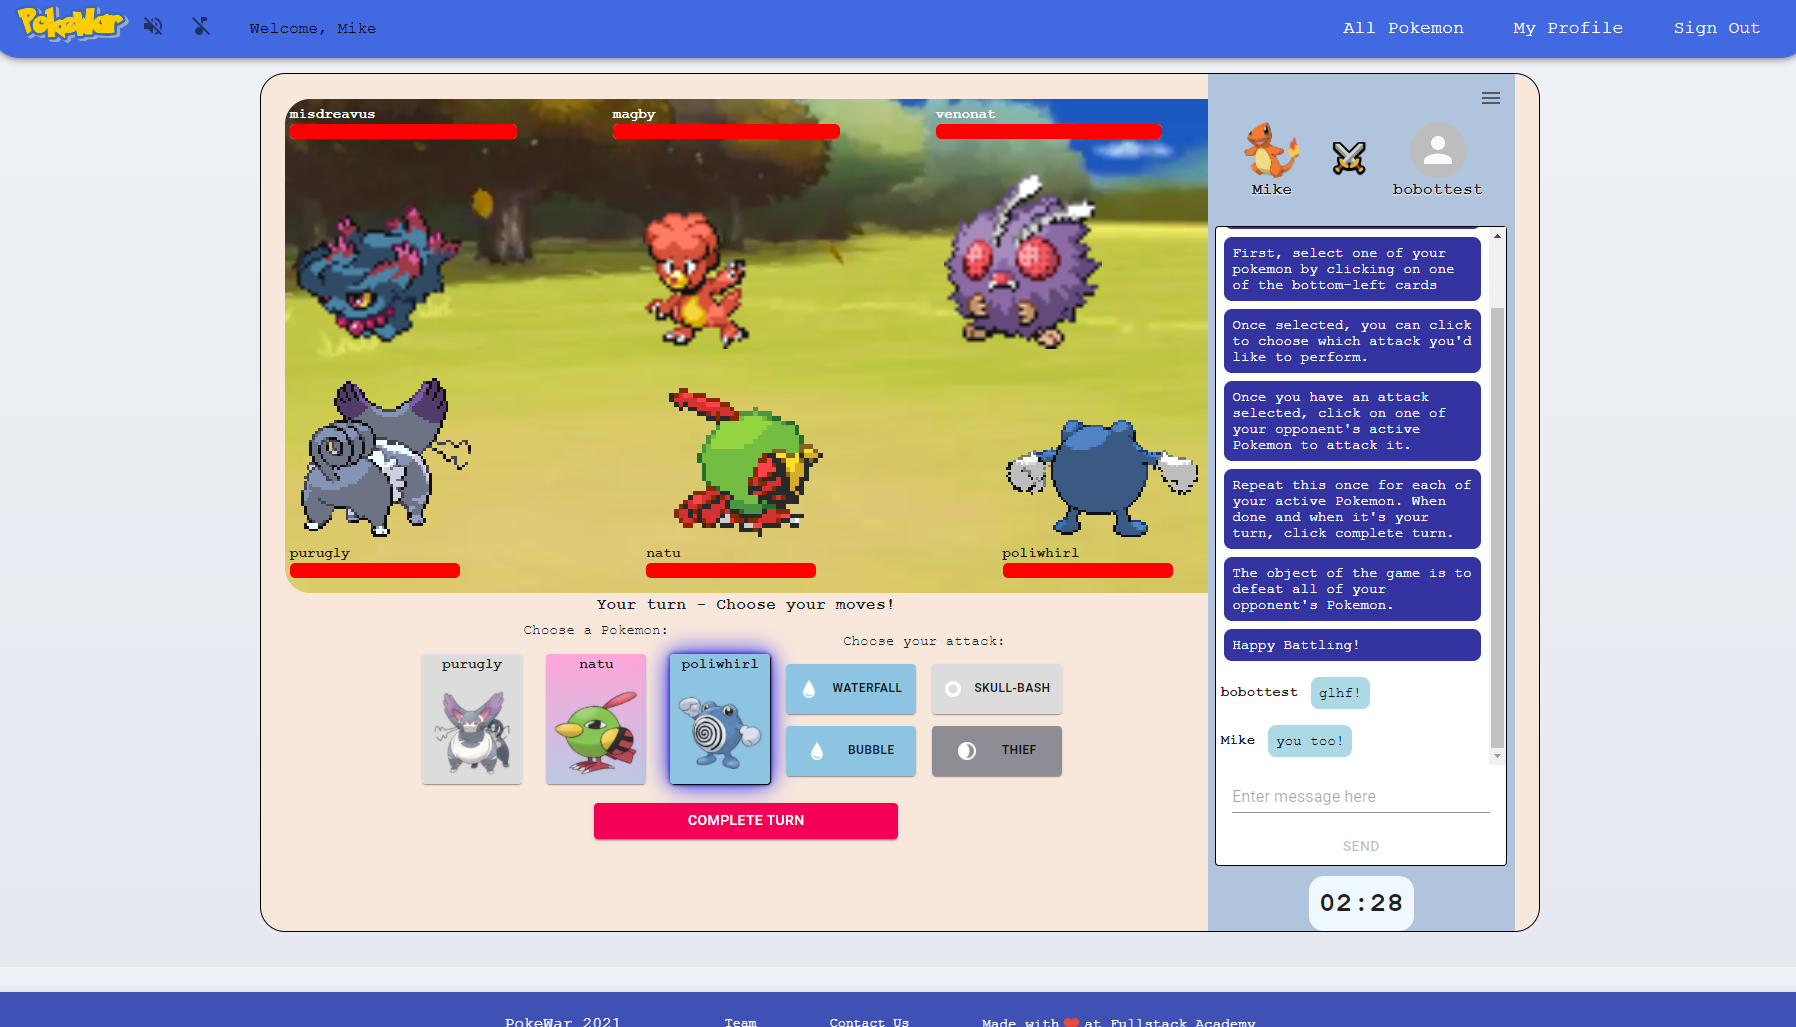 PokeWar
Welcome, Mike
All Pokemon
My Profile
Sign Out
misdreavus
magby
venonat
purugly
natu
poliwhirl
Your turn - Choose your moves!
Choose a Pokemon:
Choose your attack:
purugly
natu
poliwhirl
WATERFALL
SKULL-BASH
BUBBLE
THIEF
COMPLETE TURN
Mike
bobottest
First, select one of your
pokemon by clicking on one
of the bottom-left cards
Once selected, you can click
to choose which attack you'd
like to perform.
Once you have an attack
selected, click on one of
your opponent's active
Pokemon to attack it.
Repeat this once for each of
your active Pokemon. When
done and when it's your
turn, click complete turn.
The object of the game is to
defeat all of your
opponent's Pokemon.
Happy Battling!
bobottest glhf!
Mike you too!
Enter message here
SEND
02:28
PokeWar 2021
Team
Contact Us
Made with ❤️ at Fullstack Academy